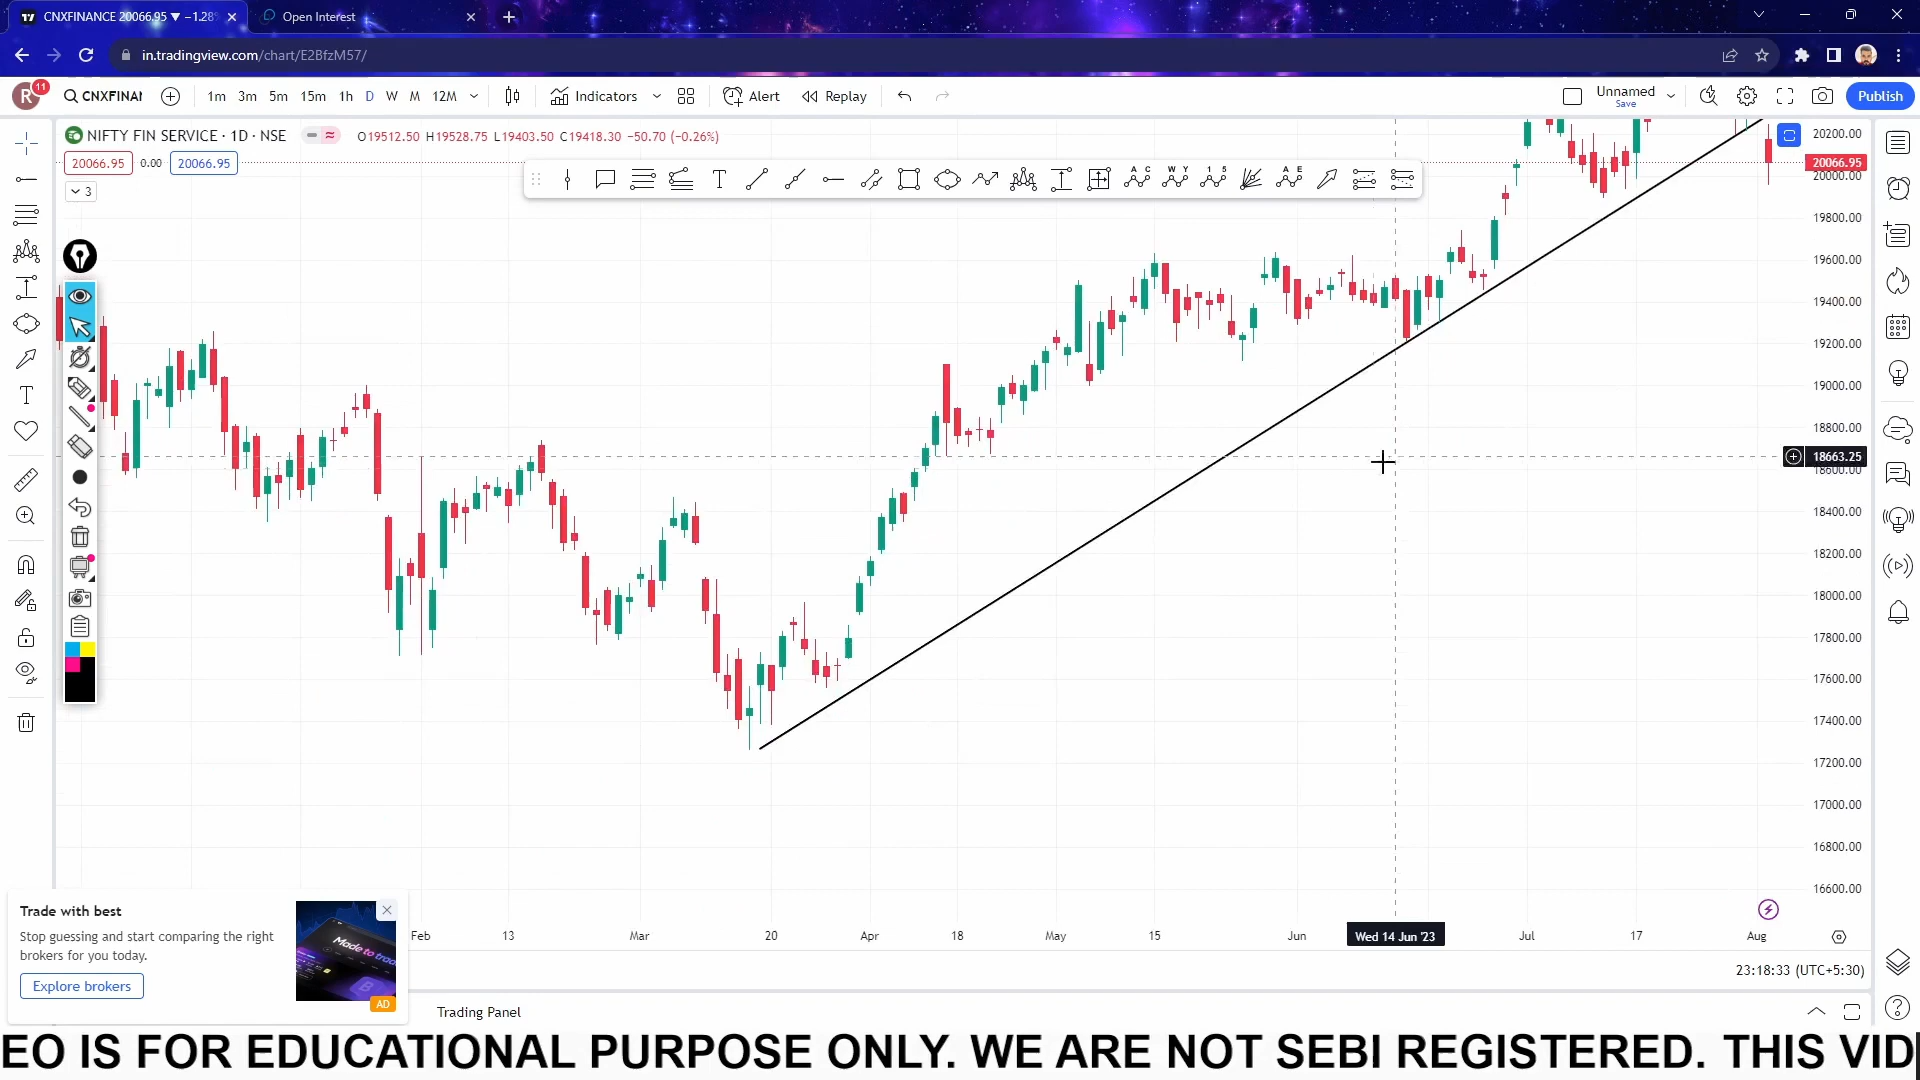 CNXFINANCE 20066.95 ▼ −1.28%
Open Interest
in.tradingview.com/chart/E2BfzM57/
R 11
CNXFINAN 1m 3m 5m 15m 1h D W M 12M Indicators Alert Replay Unnamed Save Publish
NIFTY FIN SERVICE · 1D · NSE O19512.50 H19528.75 L19403.50 C19418.30 −50.70 (−0.26%)
20066.95 0.00 20066.95
3
A C W Y 1 5 A E
20200.00
20066.95
20000.00
19800.00
19600.00
19400.00
19200.00
19000.00
18800.00
18663.25
18600.00
18400.00
18200.00
18000.00
17800.00
17600.00
17400.00
17200.00
17000.00
16800.00
16600.00
Feb 13 Mar 20 Apr 18 May 15 Jun Wed 14 Jun '23 Jul 17 Aug
Trade with best
Stop guessing and start comparing the right
brokers for you today.
Explore brokers
Made to trade
AD
23:18:33 (UTC+5:30)
Trading Panel
EO IS FOR EDUCATIONAL PURPOSE ONLY. WE ARE NOT SEBI REGISTERED. THIS VID